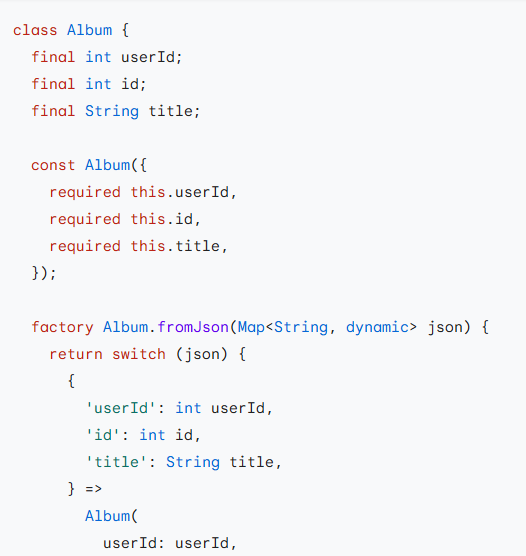 class Album {
  final int userId;
  final int id;
  final String title;

  const Album({
    required this.userId,
    required this.id,
    required this.title,
  });

  factory Album.fromJson(Map<String, dynamic> json) {
    return switch (json) {
      {
        'userId': int userId,
        'id': int id,
        'title': String title,
      } =>
        Album(
          userId: userId,